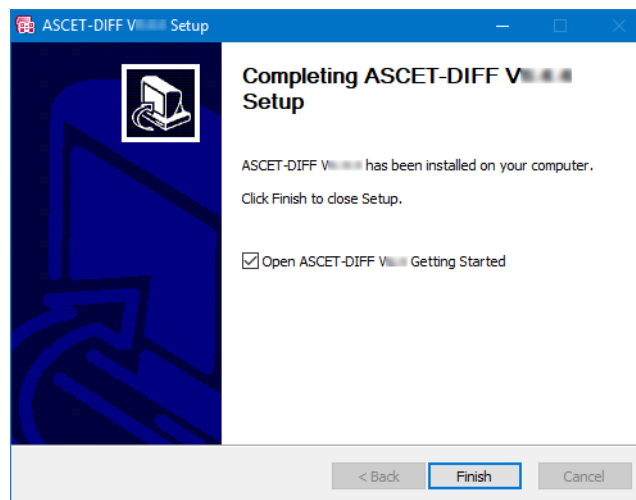 ASCET-DIFF V Setup
Completing ASCET-DIFF V
Setup
ASCET-DIFF V has been installed on your computer.
Click Finish to close Setup.
Open ASCET-DIFF V Getting Started
< Back Finish Cancel